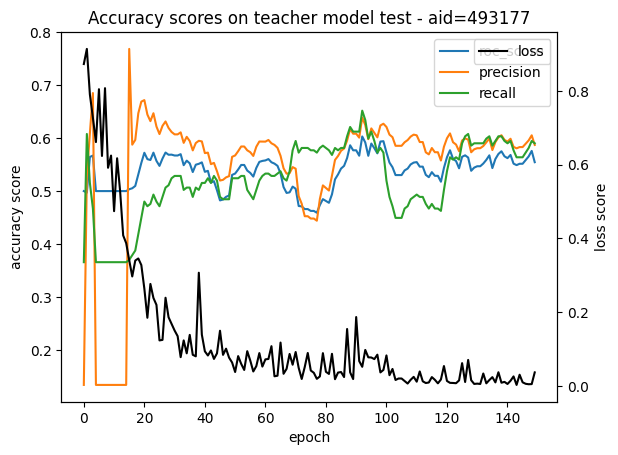 Accuracy scores on teacher model test - aid=493177
accuracy score
0.8
0.7
0.6
0.5
0.4
0.3
0.2
loss
precision
recall
0.8
0.6
0.4
0.2
0.0
loss score
0 20 40 60 80 100 120 140
epoch